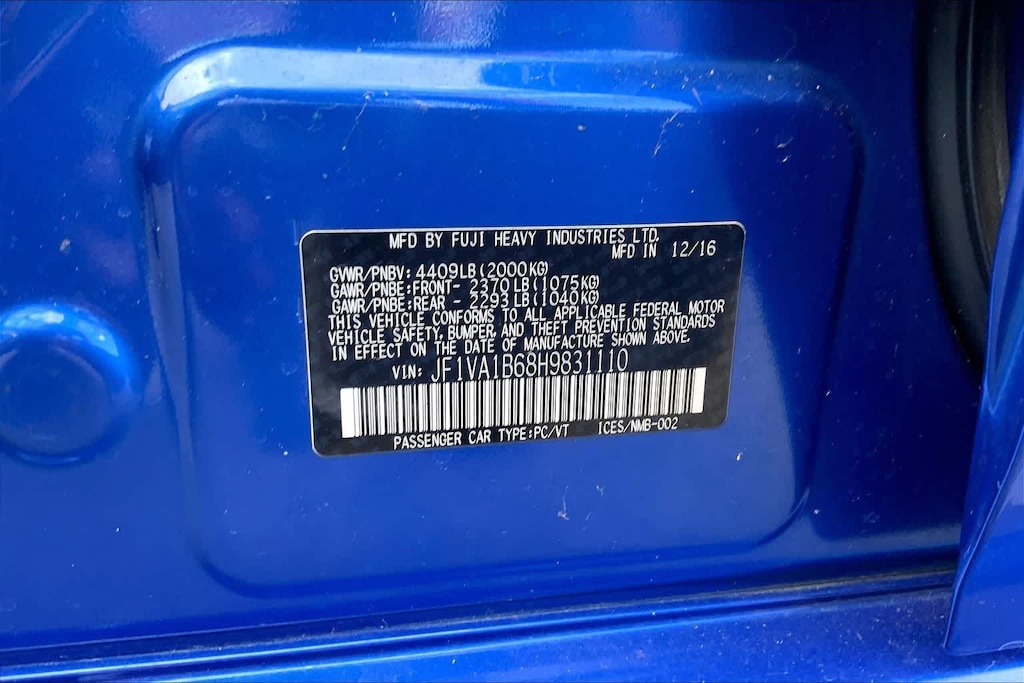 MFD BY FUJI HEAVY INDUSTRIES LTD.
MFD IN 12/16
GVWR/PNBV: 4409LB(2000KG)
GAWR/PNBE:FRONT- 2370LB(1075KG)
GAWR/PNBE:REAR - 2293LB(1040KG)
THIS VEHICLE CONFORMS TO ALL APPLICABLE FEDERAL MOTOR
VEHICLE SAFETY, BUMPER, AND THEFT PREVENTION STANDARDS
IN EFFECT ON THE DATE OF MANUFACTURE SHOWN ABOVE.
VIN: JF1VA1B68H9831110
PASSENGER CAR TYPE:PC/VT ICES/NMB-002